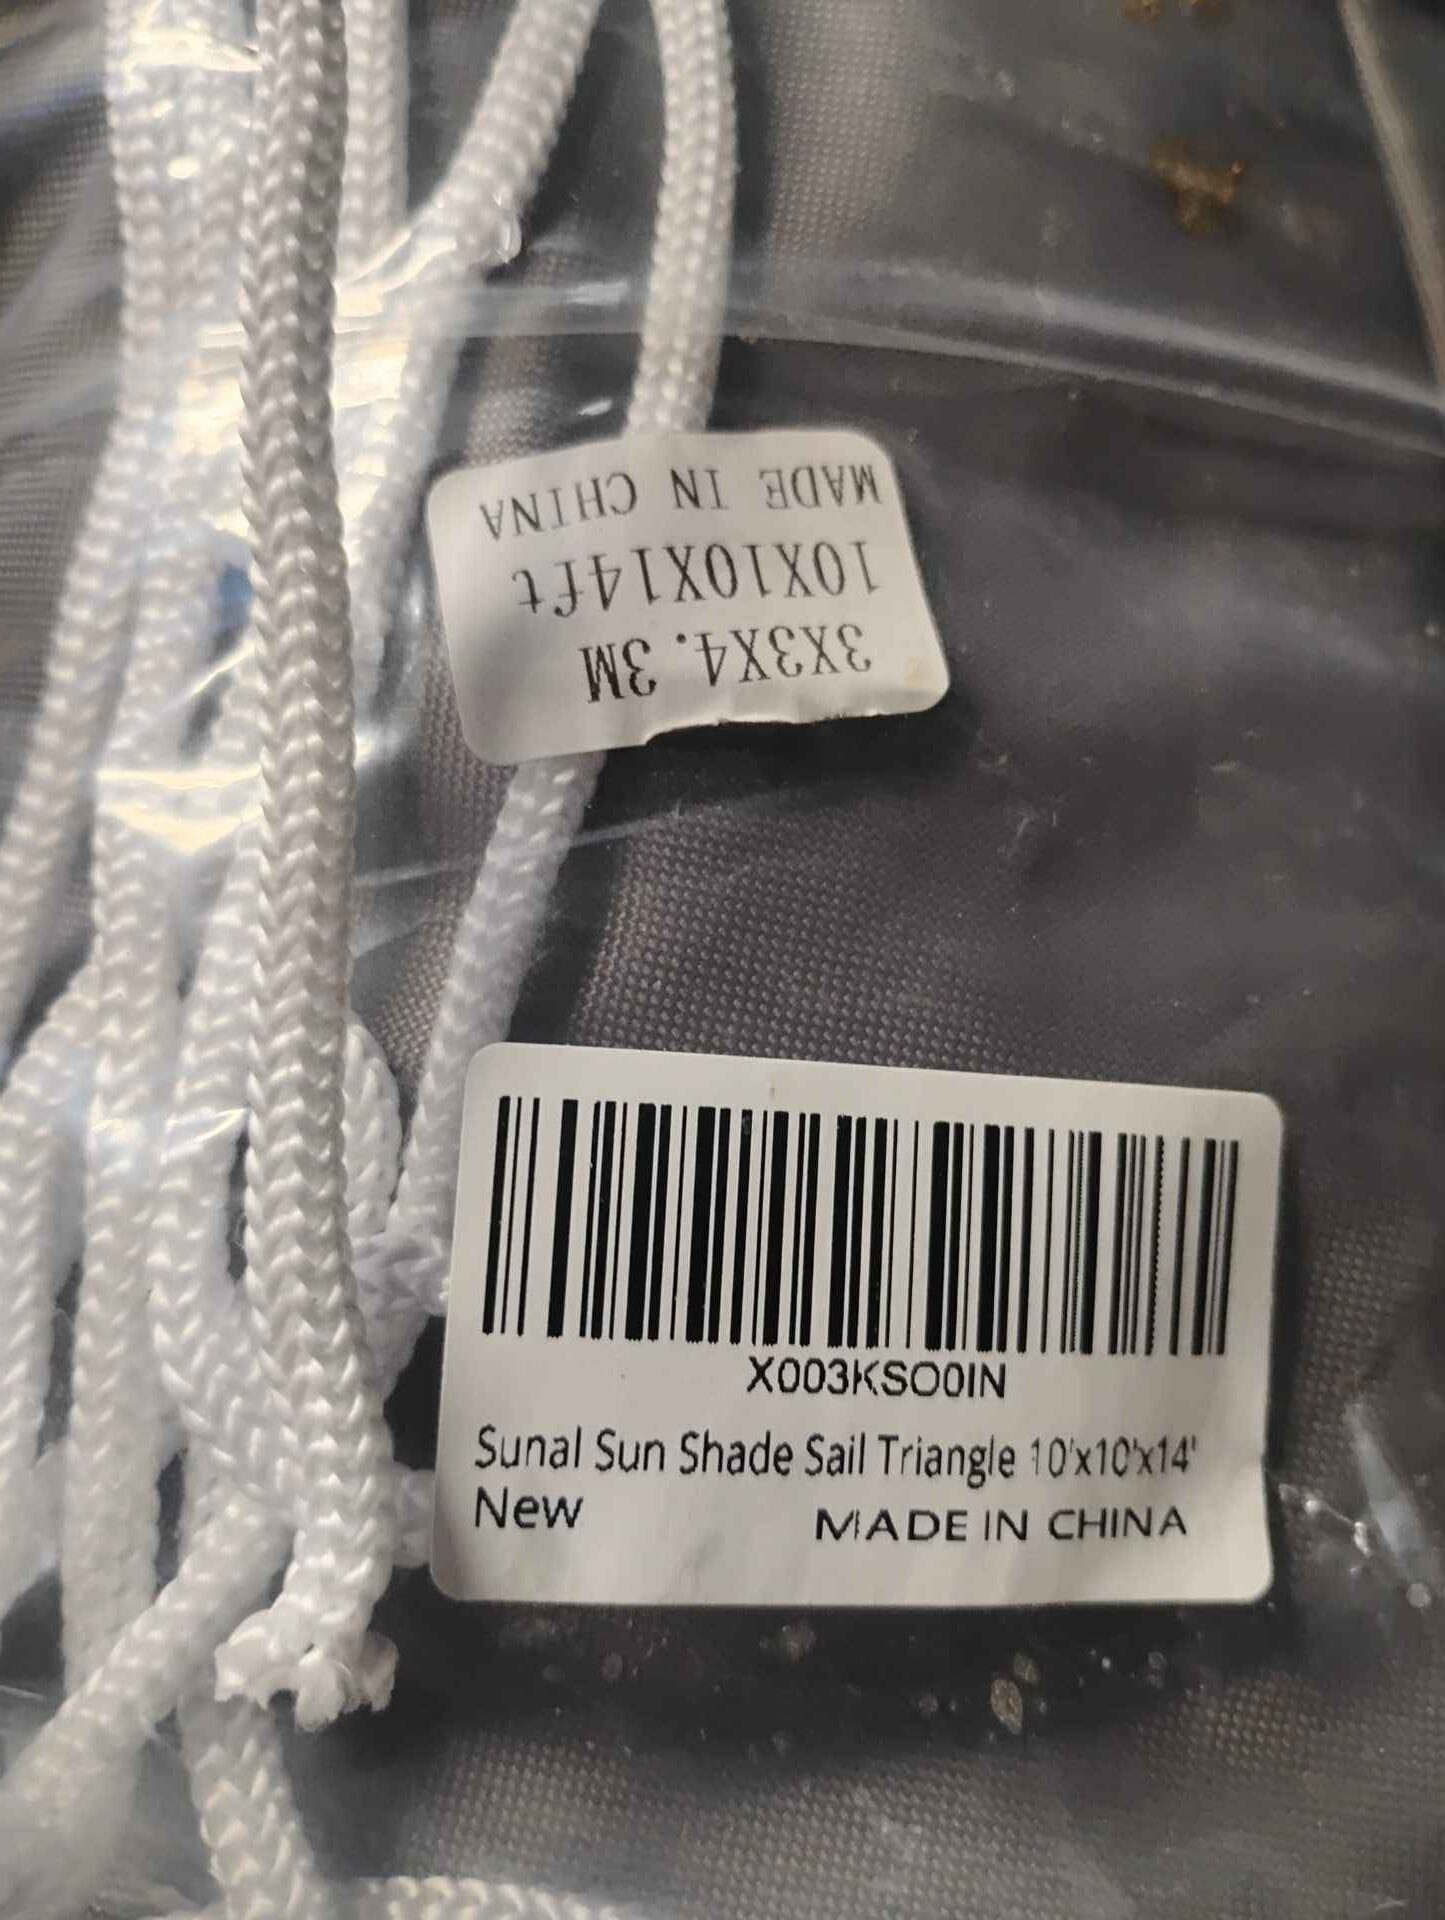 3X3X4.3M
10X10X14ft
MADE IN CHINA
X003KSO0IN
Sunal Sun Shade Sail Triangle 10'x10'x14'
New MADE IN CHINA